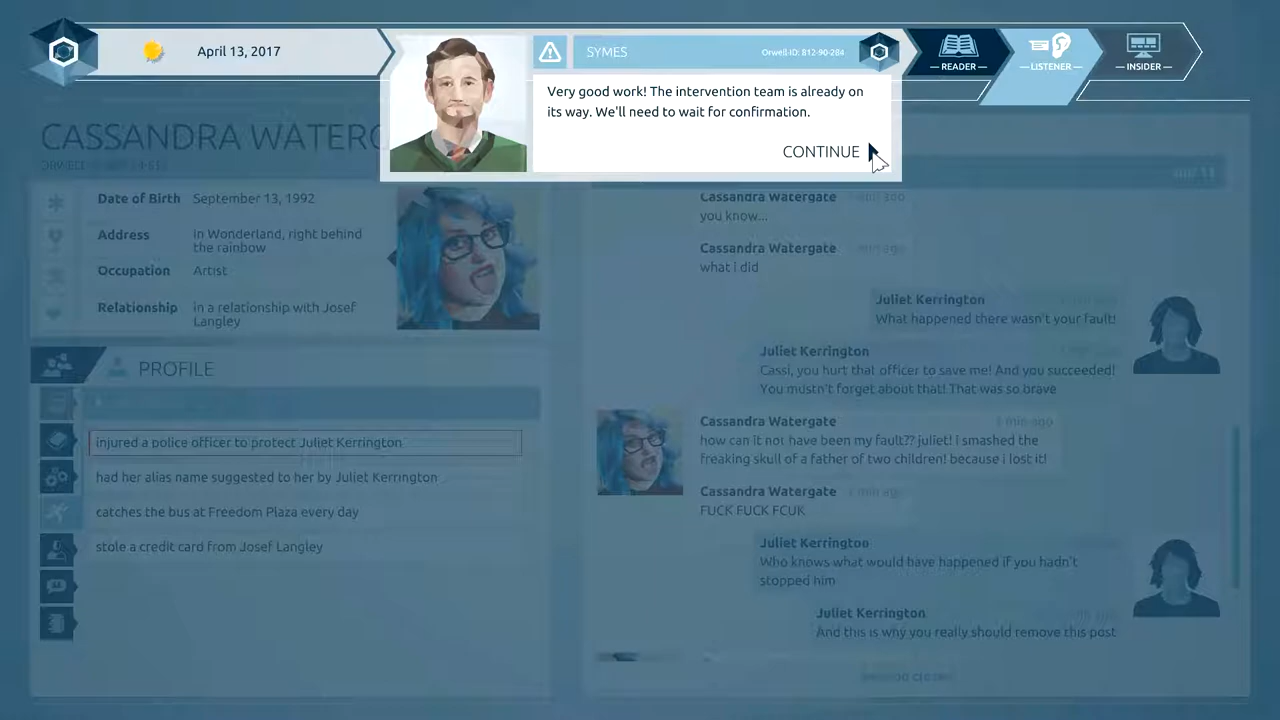 April 13, 2017
SYMES
Orwell-ID: 812-90-284
Very good work! The intervention team is already on
its way. We'll need to wait for confirmation.
CONTINUE
READER
LISTENER
INSIDER
CASSANDRA WATERG
Date of Birth September 13, 1992
Address In Wonderland, right behind
the rainbow
Occupation Artist
Relationship in a relationship with Josef
Langley
PROFILE
injured a police officer to protect Juliet Kerrington
had her alias name suggested to her by Juliet Kerrington
catches the bus at Freedom Plaza every day
stole a credit card from Josef Langley
Cassandra Watergate
you know...
Cassandra Watergate
what i did
Juliet Kerrington
What happened there wasn't your fault!
Juliet Kerrington
Cassi, you hurt that officer to save me! And you succeeded!
You mustn't forget about that! That was so brave
Cassandra Watergate 1 min ago
how can it not have been my fault?? juliet! i smashed the
freaking skull of a father of two children! because i lost it!
Cassandra Watergate 1 min ago
FUCK FUCK FCUK
Juliet Kerrington
Who knows what would have happened if you hadn't
stopped him
Juliet Kerrington
And this is why you really should remove this post